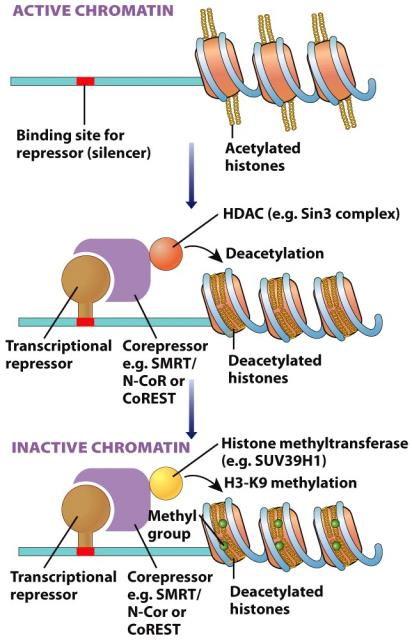 ACTIVE CHROMATIN
Binding site for
repressor (silencer)
Acetylated
histones
HDAC (e.g. Sin3 complex)
Deacetylation
Transcriptional
repressor
Corepressor
e.g. SMRT/
N-CoR or
CoREST
Deacetylated
histones
INACTIVE CHROMATIN
Histone methyltransferase
(e.g. SUV39H1)
H3-K9 methylation
Methyl
group
Transcriptional
repressor
Corepressor
e.g. SMRT/
N-Cor or
CoREST
Deacetylated
histones